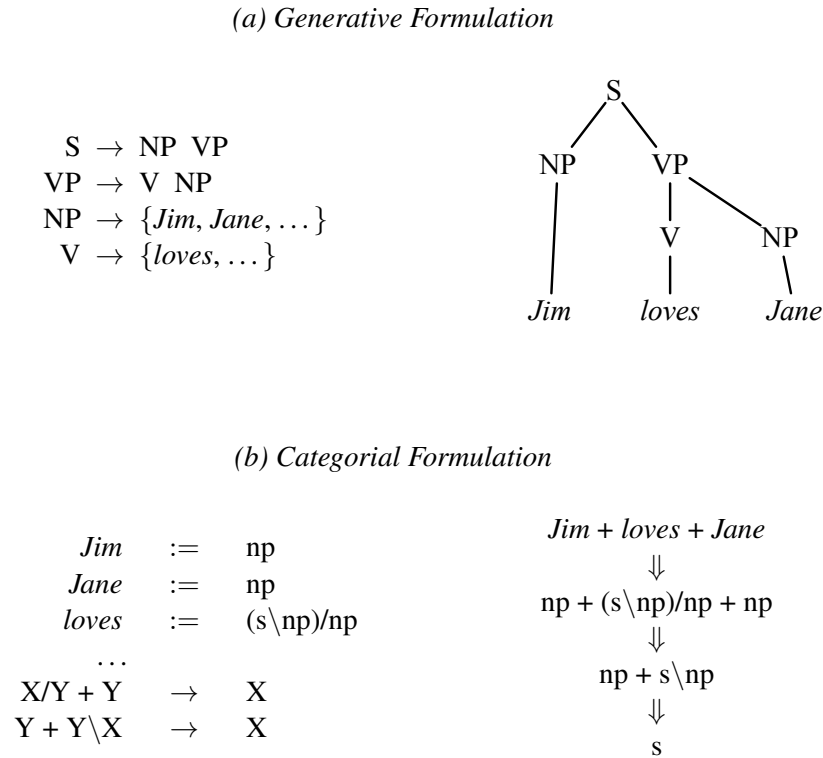 (a) Generative Formulation
S → NP VP
VP → V NP
NP → {Jim, Jane, . . . }
V → {loves, . . . }
S
NP VP
V NP
Jim loves Jane
(b) Categorial Formulation
Jim := np
Jane := np
loves := (s\np)/np
. . .
X/Y + Y → X
Y + Y\X → X
Jim + loves + Jane
⇓
np + (s\np)/np + np
⇓
np + s\np
⇓
s